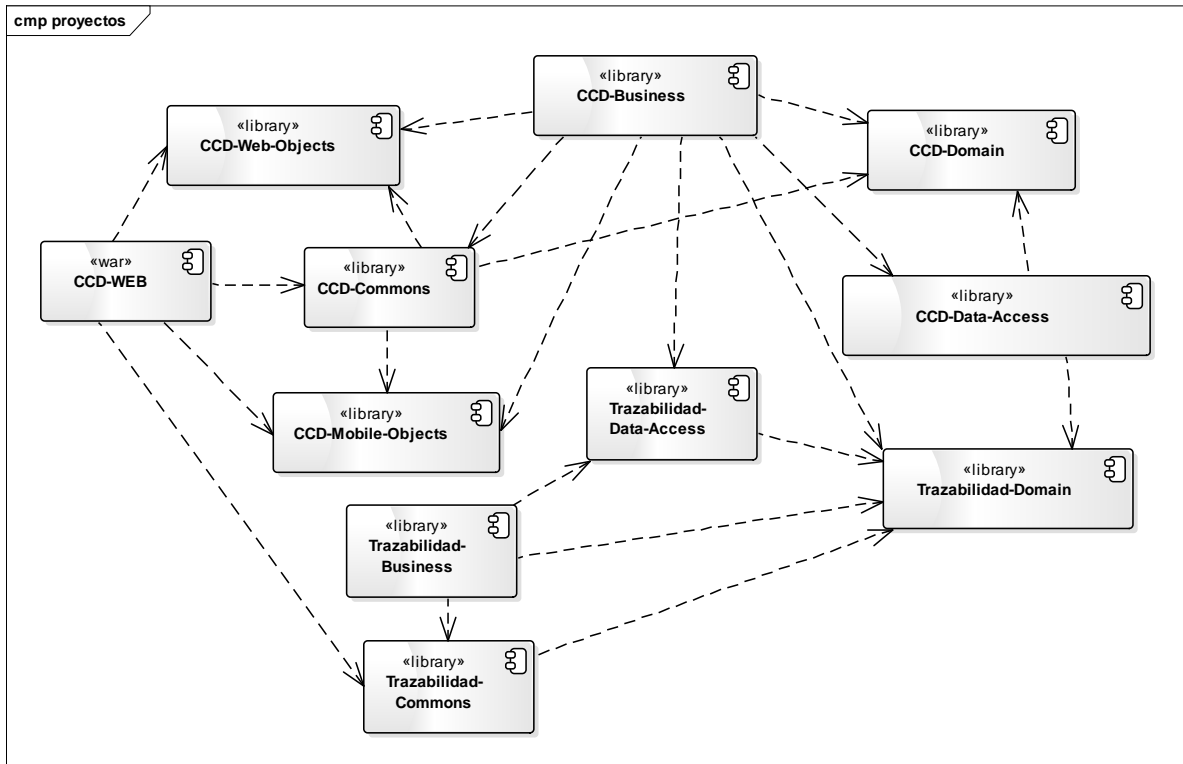 cmp proyectos
«library»
CCD-Business
«library»
CCD-Web-Objects
«library»
CCD-Domain
«war»
CCD-WEB
«library»
CCD-Commons
«library»
CCD-Data-Access
«library»
CCD-Mobile-Objects
«library»
Trazabilidad-
Data-Access
«library»
Trazabilidad-Domain
«library»
Trazabilidad-
Business
«library»
Trazabilidad-
Commons